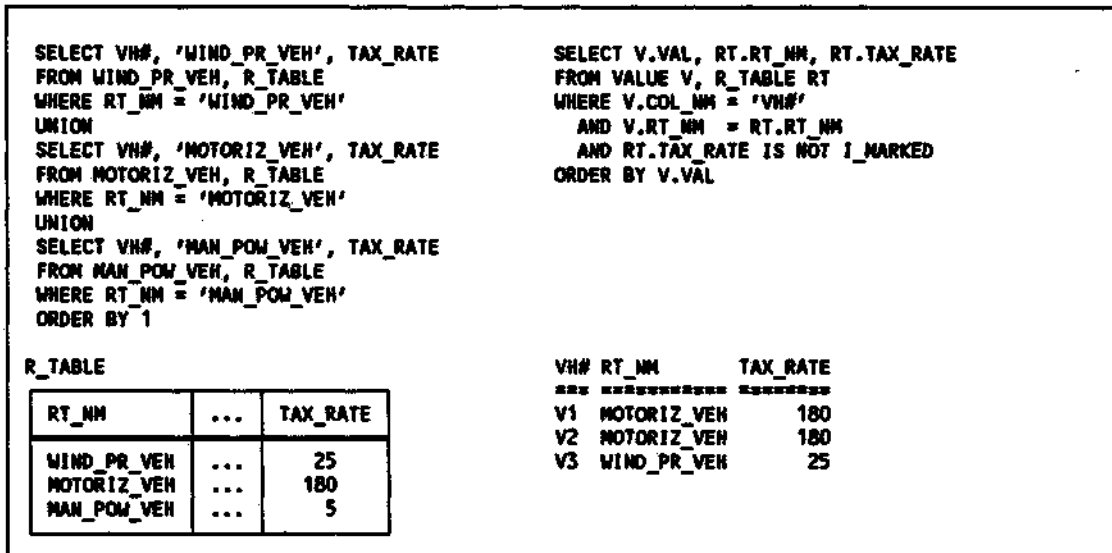 SELECT VH#, 'WIND_PR_VEH', TAX_RATE
FROM WIND_PR_VEH, R_TABLE
WHERE RT_NM = 'WIND_PR_VEH'
UNION
SELECT VH#, 'MOTORIZ_VEH', TAX_RATE
FROM MOTORIZ_VEH, R_TABLE
WHERE RT_NM = 'MOTORIZ_VEH'
UNION
SELECT VH#, 'MAN_POW_VEH', TAX_RATE
FROM MAN_POW_VEH, R_TABLE
WHERE RT_NM = 'MAN_POW_VEH'
ORDER BY 1
SELECT V.VAL, RT.RT_NM, RT.TAX_RATE
FROM VALUE V, R_TABLE RT
WHERE V.COL_NM = 'VH#'
AND V.RT_NM = RT.RT_NM
AND RT.TAX_RATE IS NOT I_MARKED
ORDER BY V.VAL
R_TABLE
RT_NM ... TAX_RATE
WIND_PR_VEH ... 25
MOTORIZ_VEH ... 180
MAN_POW_VEH ... 5
VH# RT_NM TAX_RATE
=== =========== ========
V1 MOTORIZ_VEH 180
V2 MOTORIZ_VEH 180
V3 WIND_PR_VEH 25